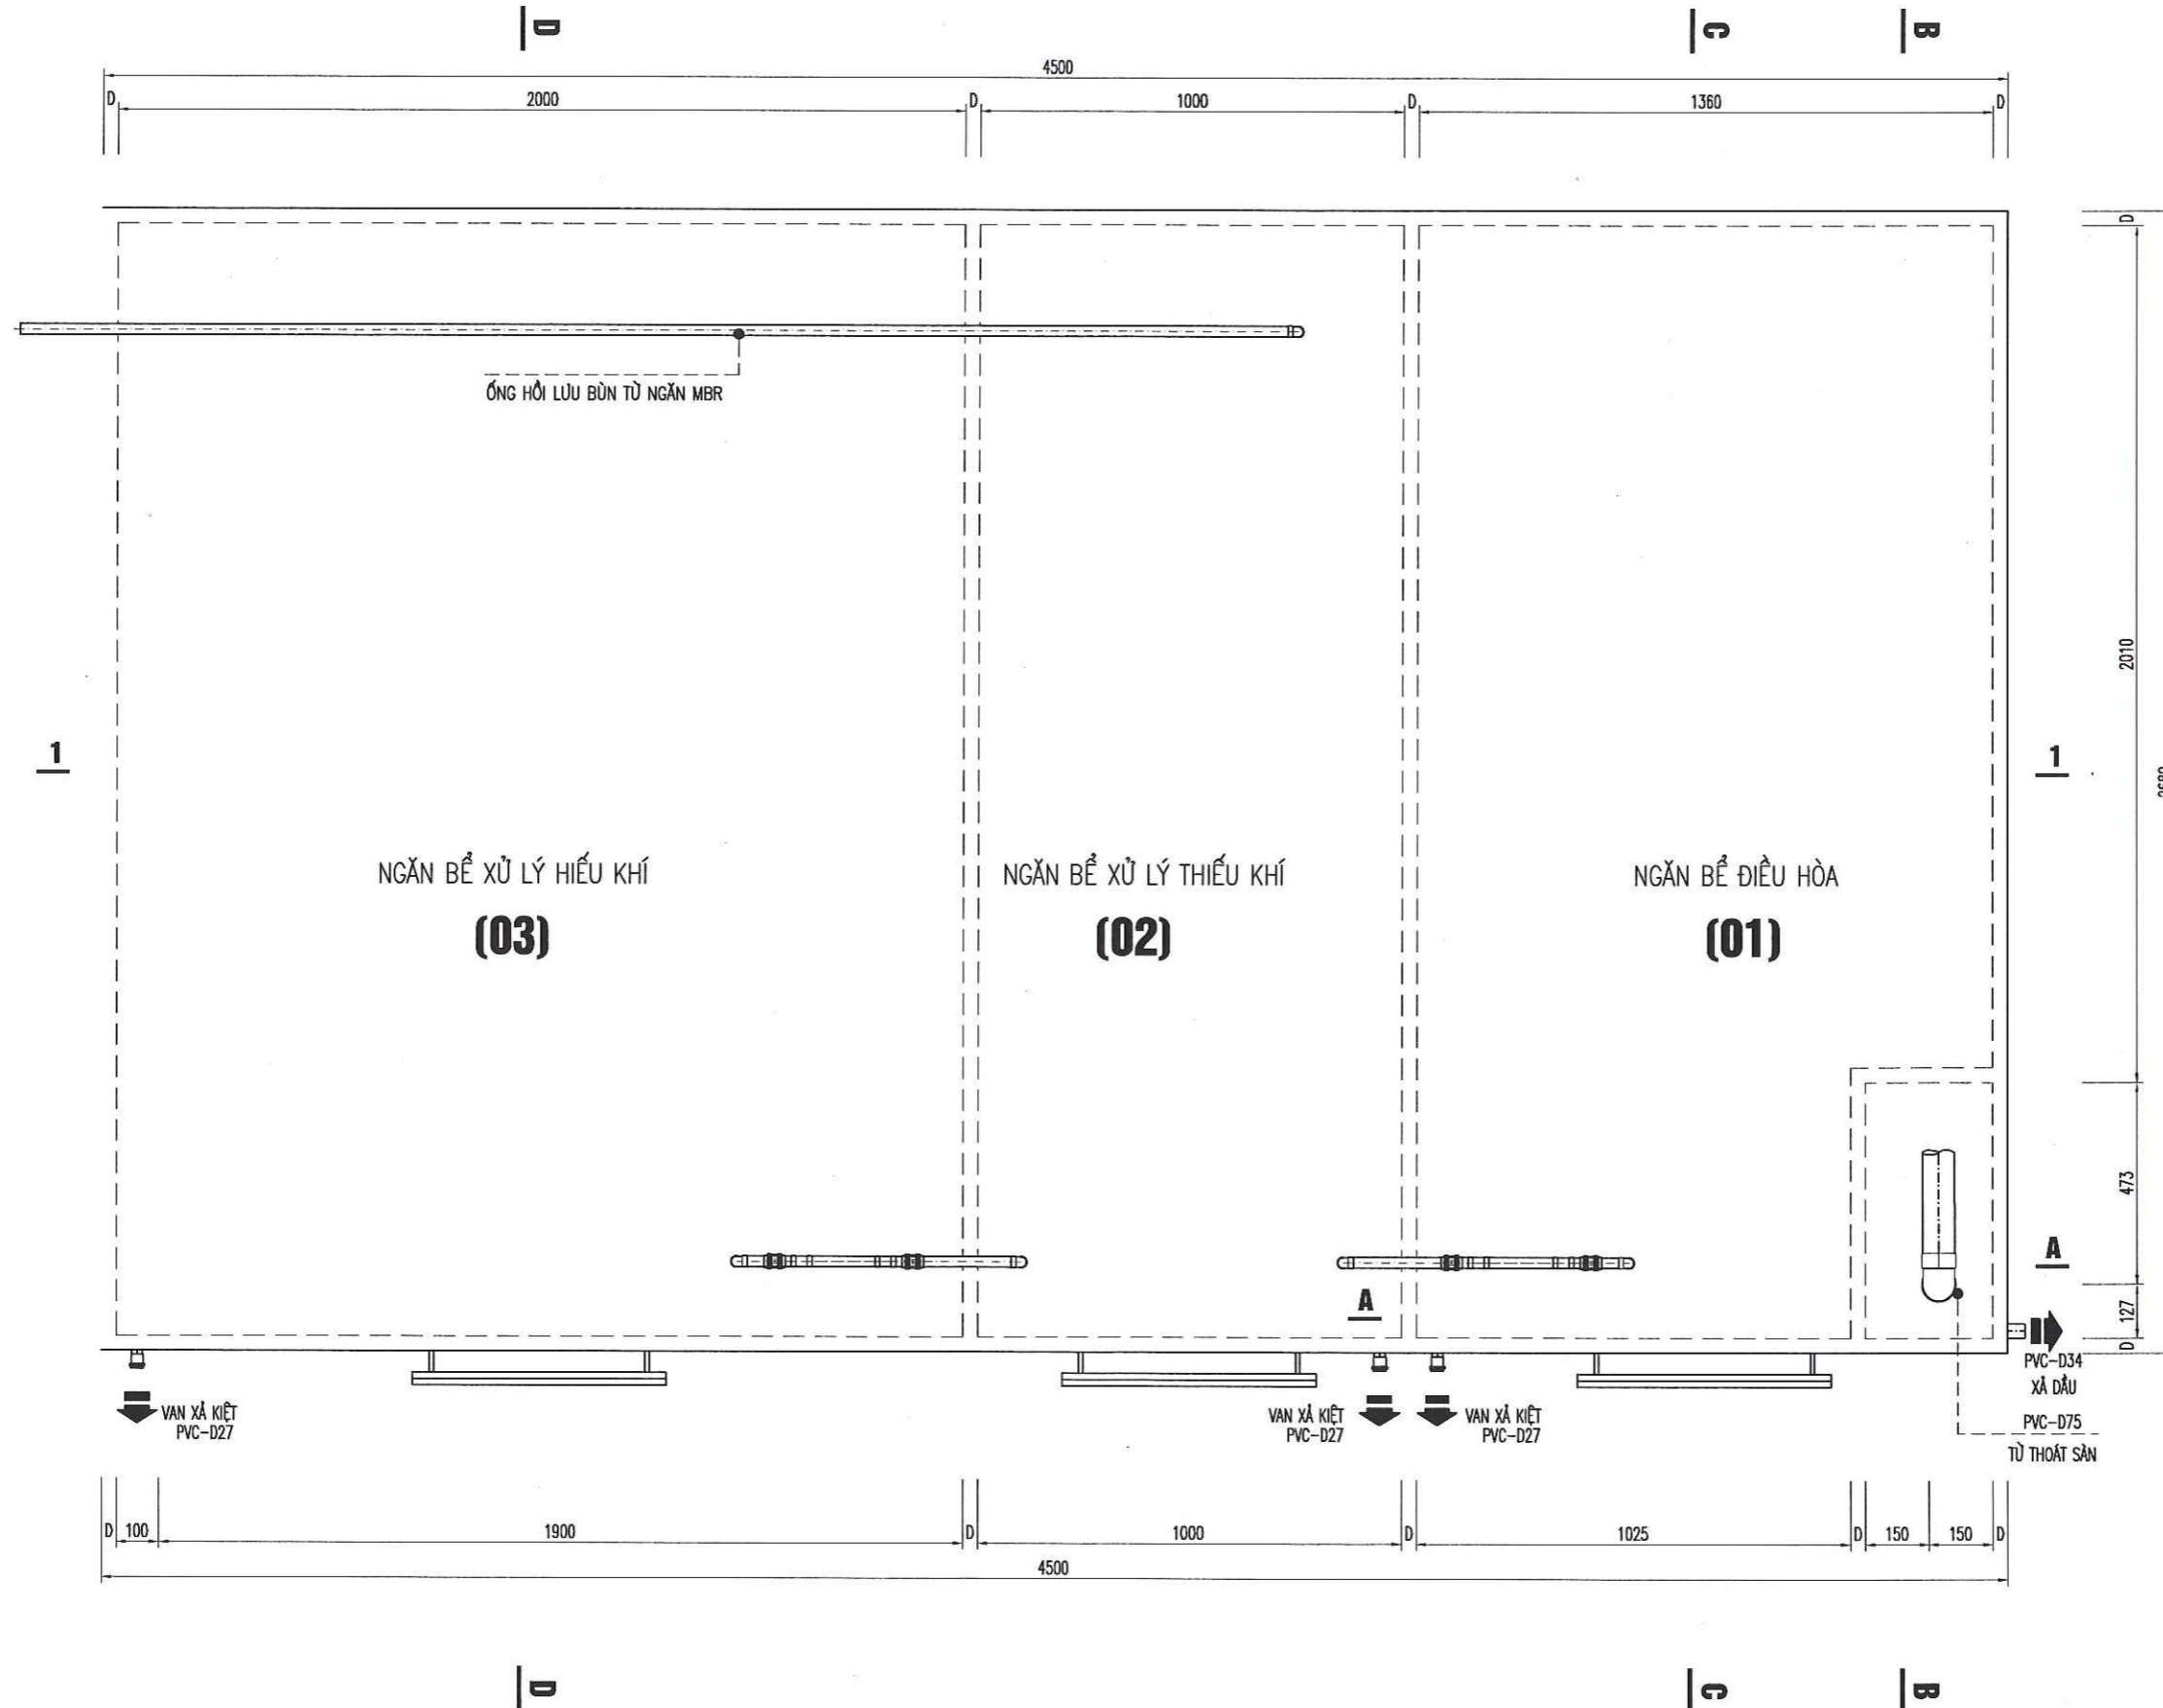 D
C
B
4500
D
2000
D
1000
D
1360
D
D
ỐNG HỒI LƯU BÙN TỪ NGĂN MBR
2010
1
1
NGĂN BỂ XỬ LÝ HIẾU KHÍ
NGĂN BỂ XỬ LÝ THIẾU KHÍ
NGĂN BỂ ĐIỀU HÒA
(03)
(02)
(01)
473
A
A
127
D
PVC-D34
XẢ DẦU
VAN XẢ KIỆT
PVC-D27
VAN XẢ KIỆT
PVC-D27
VAN XẢ KIỆT
PVC-D27
PVC-D75
TỪ THOÁT SÀN
D
100
1900
D
1000
D
1025
D
150
150
D
4500
D
C
B